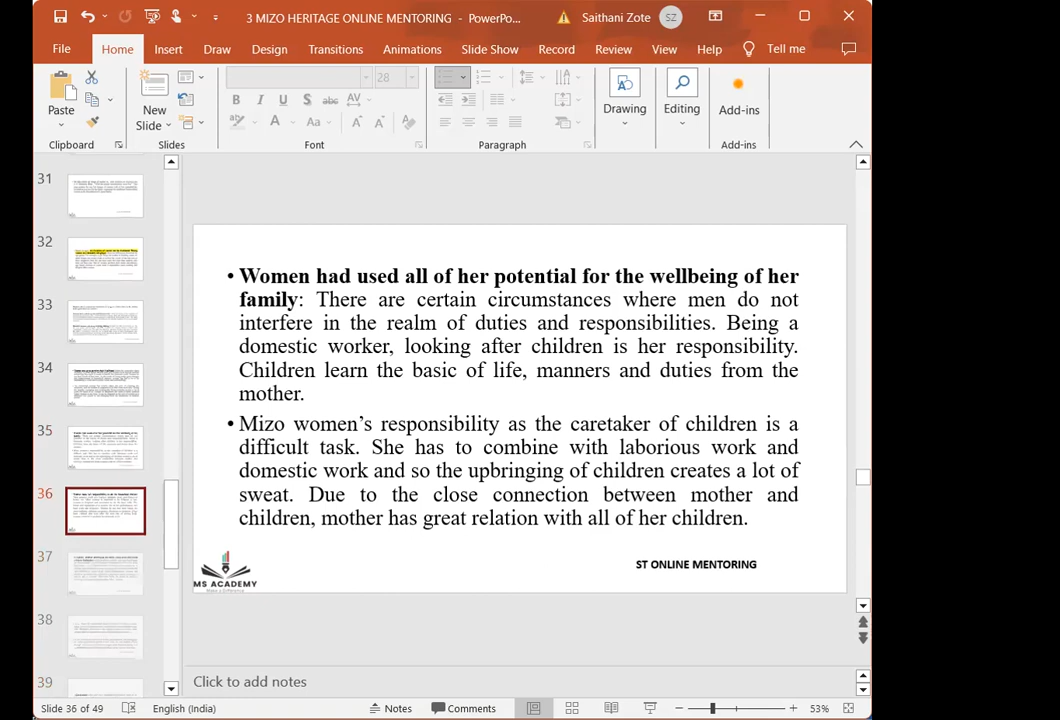 3 MIZO HERITAGE ONLINE MENTORING - PowerPo...
Saithani Zote
SZ
File
Home
Insert
Draw
Design
Transitions
Animations
Slide Show
Record
Review
View
Help
Tell me
Paste
New
Slide
28
Drawing
Editing
Add-ins
Clipboard
Slides
Font
Paragraph
Add-ins
31
32
33
34
35
36
37
38
39
• Women had used all of her potential for the wellbeing of her
family: There are certain circumstances where men do not
interfere in the realm of duties and responsibilities. Being a
domestic worker, looking after children is her responsibility.
Children learn the basic of life, manners and duties from the
mother.
• Mizo women's responsibility as the caretaker of children is a
difficult task. She has to combine with laborious work and
domestic work and so the upbringing of children creates a lot of
sweat. Due to the close connection between mother and
children, mother has great relation with all of her children.
MS ACADEMY
Make a Difference
ST ONLINE MENTORING
Click to add notes
Slide 36 of 49
English (India)
Notes
Comments
53%